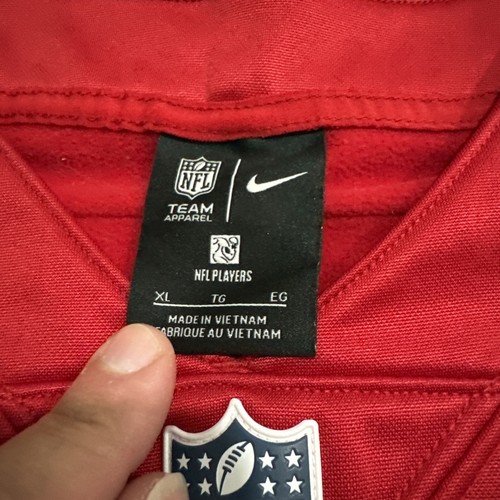 NFL
TEAM
APPAREL
NFL PLAYERS
XL TG EG
MADE IN VIETNAM
FABRIQUE AU VIETNAM